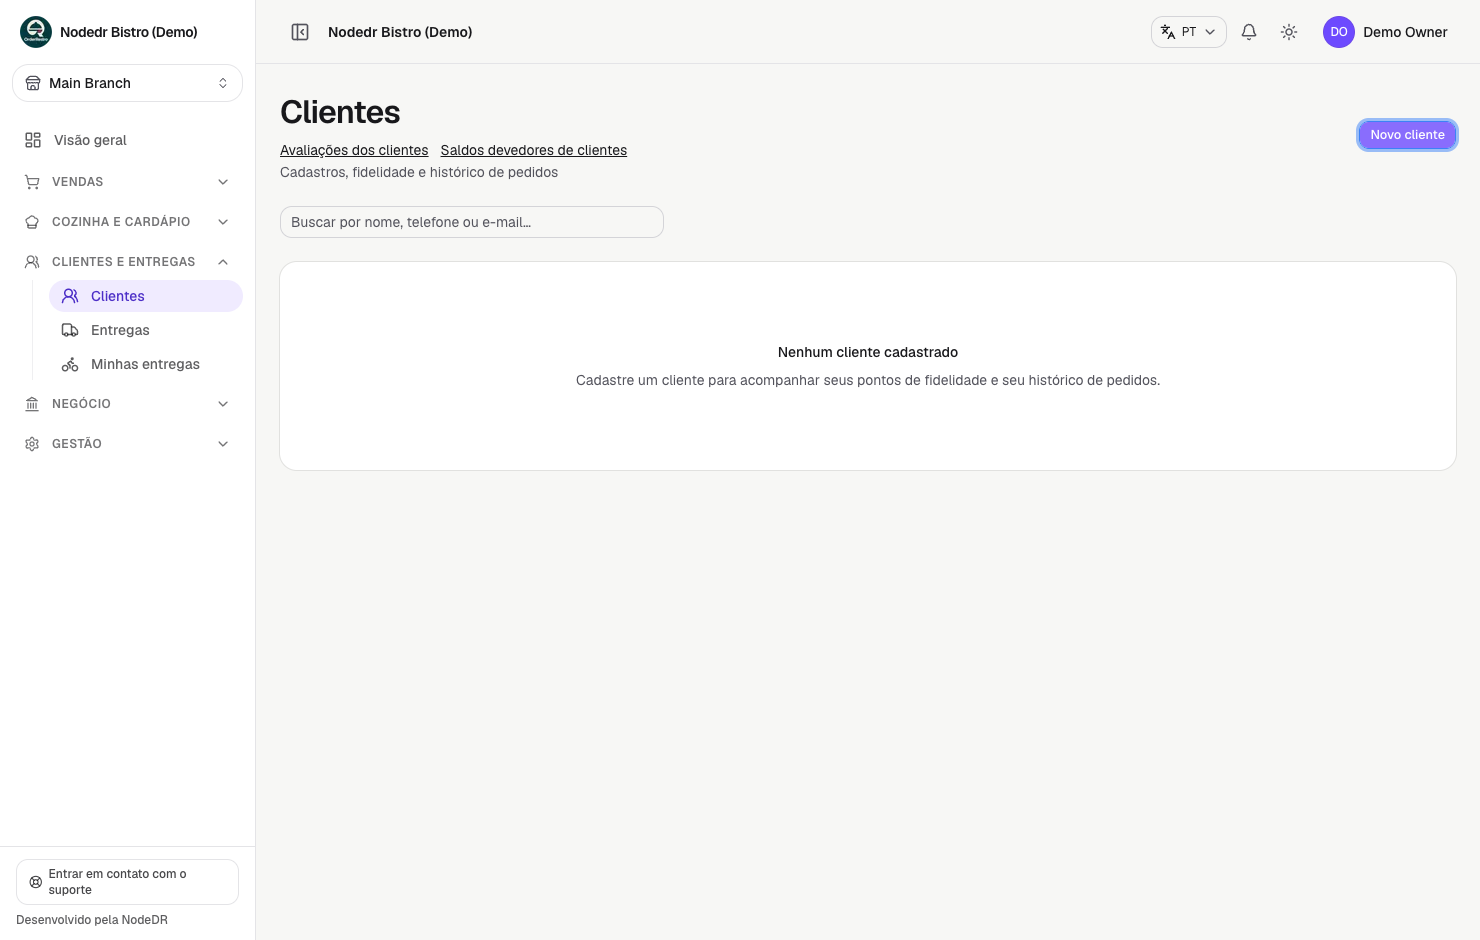 Nodedr Bistro (Demo)
Main Branch
Visão geral
VENDAS
COZINHA E CARDÁPIO
CLIENTES E ENTREGAS
Clientes
Entregas
Minhas entregas
NEGÓCIO
GESTÃO
Entrar em contato com o
suporte
Desenvolvido pela NodeDR
Nodedr Bistro (Demo)
PT
DO
Demo Owner
Clientes
Avaliações dos clientes Saldos devedores de clientes
Cadastros, fidelidade e histórico de pedidos
Novo cliente
Buscar por nome, telefone ou e-mail...
Nenhum cliente cadastrado
Cadastre um cliente para acompanhar seus pontos de fidelidade e seu histórico de pedidos.